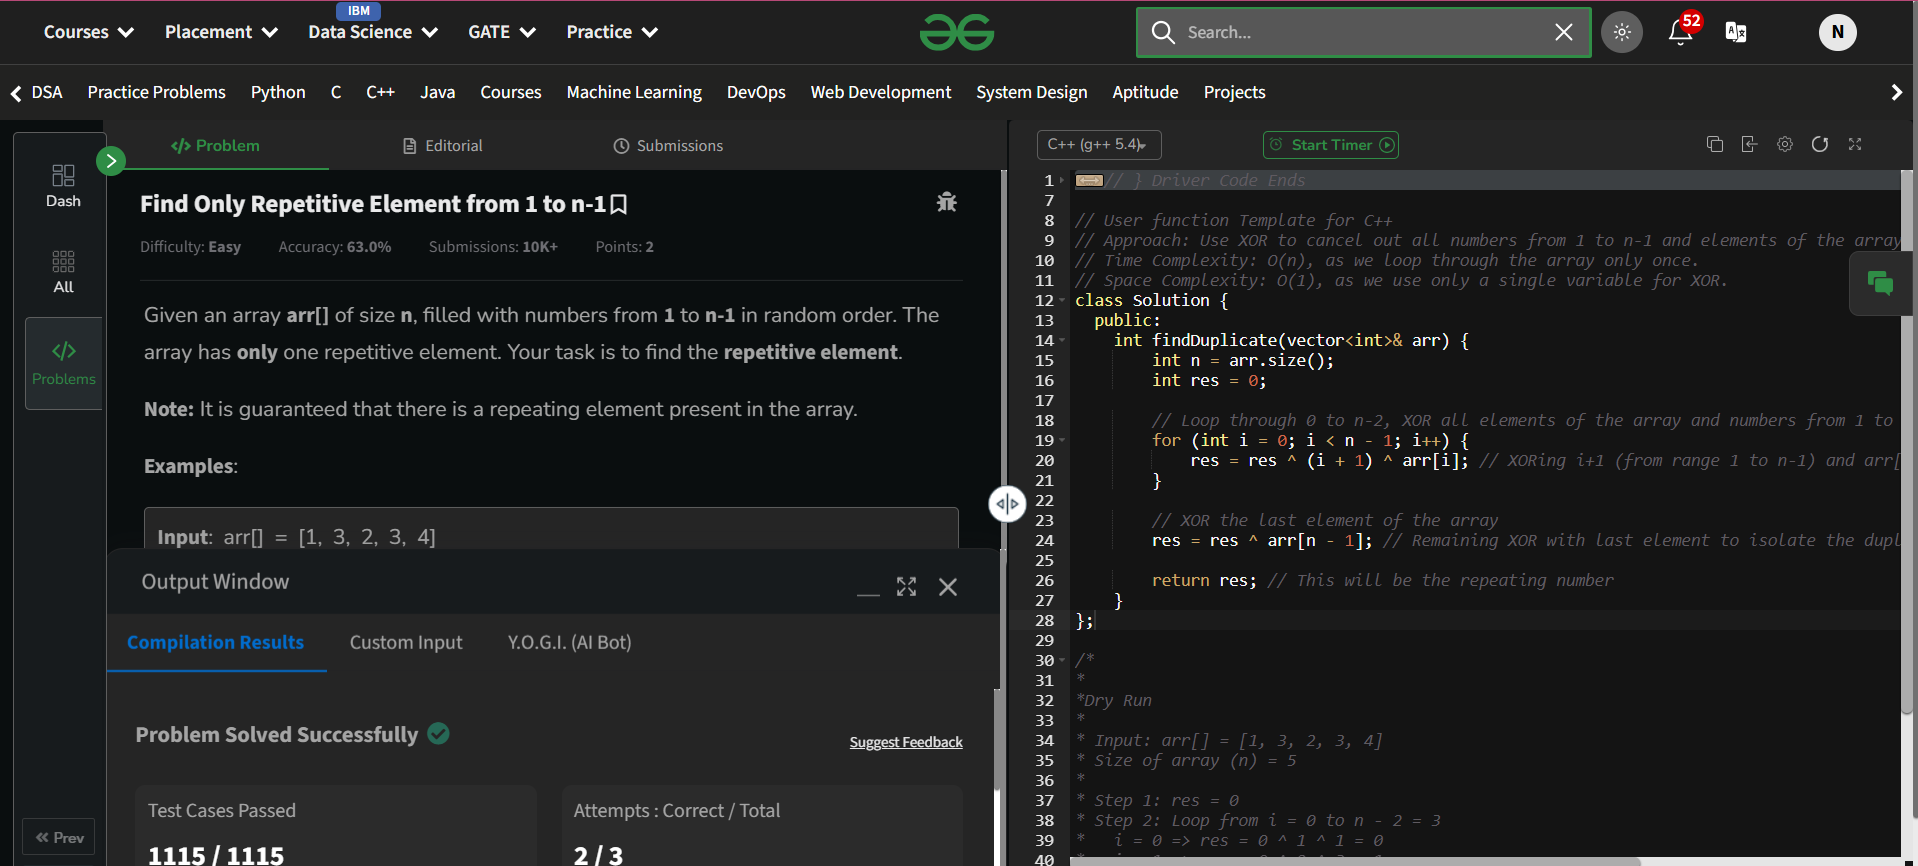 IBM
Courses Placement Data Science GATE Practice Search... 52 N
DSA Practice Problems Python C C++ Java Courses Machine Learning DevOps Web Development System Design Aptitude Projects
Dash
All
Problems
Prev
Problem Editorial Submissions
Find Only Repetitive Element from 1 to n-1
Difficulty: Easy Accuracy: 63.0% Submissions: 10K+ Points: 2
Given an array arr[] of size n, filled with numbers from 1 to n-1 in random order. The
array has only one repetitive element. Your task is to find the repetitive element.
Note: It is guaranteed that there is a repeating element present in the array.
Examples:
Input: arr[] = [1, 3, 2, 3, 4]
Output Window
Compilation Results Custom Input Y.O.G.I. (AI Bot)
Problem Solved Successfully
Suggest Feedback
Test Cases Passed
1115 / 1115
Attempts : Correct / Total
2 / 3
C++ (g++ 5.4) Start Timer
1 // } Driver Code Ends
7
8 // User function Template for C++
9 // Approach: Use XOR to cancel out all numbers from 1 to n-1 and elements of the array
10 // Time Complexity: O(n), as we loop through the array only once.
11 // Space Complexity: O(1), as we use only a single variable for XOR.
12 class Solution {
13 public:
14 int findDuplicate(vector<int>& arr) {
15 int n = arr.size();
16 int res = 0;
17
18 // Loop through 0 to n-2, XOR all elements of the array and numbers from 1 to
19 for (int i = 0; i < n - 1; i++) {
20 res = res ^ (i + 1) ^ arr[i]; // XORing i+1 (from range 1 to n-1) and arr[
21 }
22
23 // XOR the last element of the array
24 res = res ^ arr[n - 1]; // Remaining XOR with last element to isolate the dupl
25
26 return res; // This will be the repeating number
27 }
28 };
29
30 /*
31 *
32 *Dry Run
33 *
34 * Input: arr[] = [1, 3, 2, 3, 4]
35 * Size of array (n) = 5
36 *
37 * Step 1: res = 0
38 * Step 2: Loop from i = 0 to n - 2 = 3
39 * i = 0 => res = 0 ^ 1 ^ 1 = 0
40